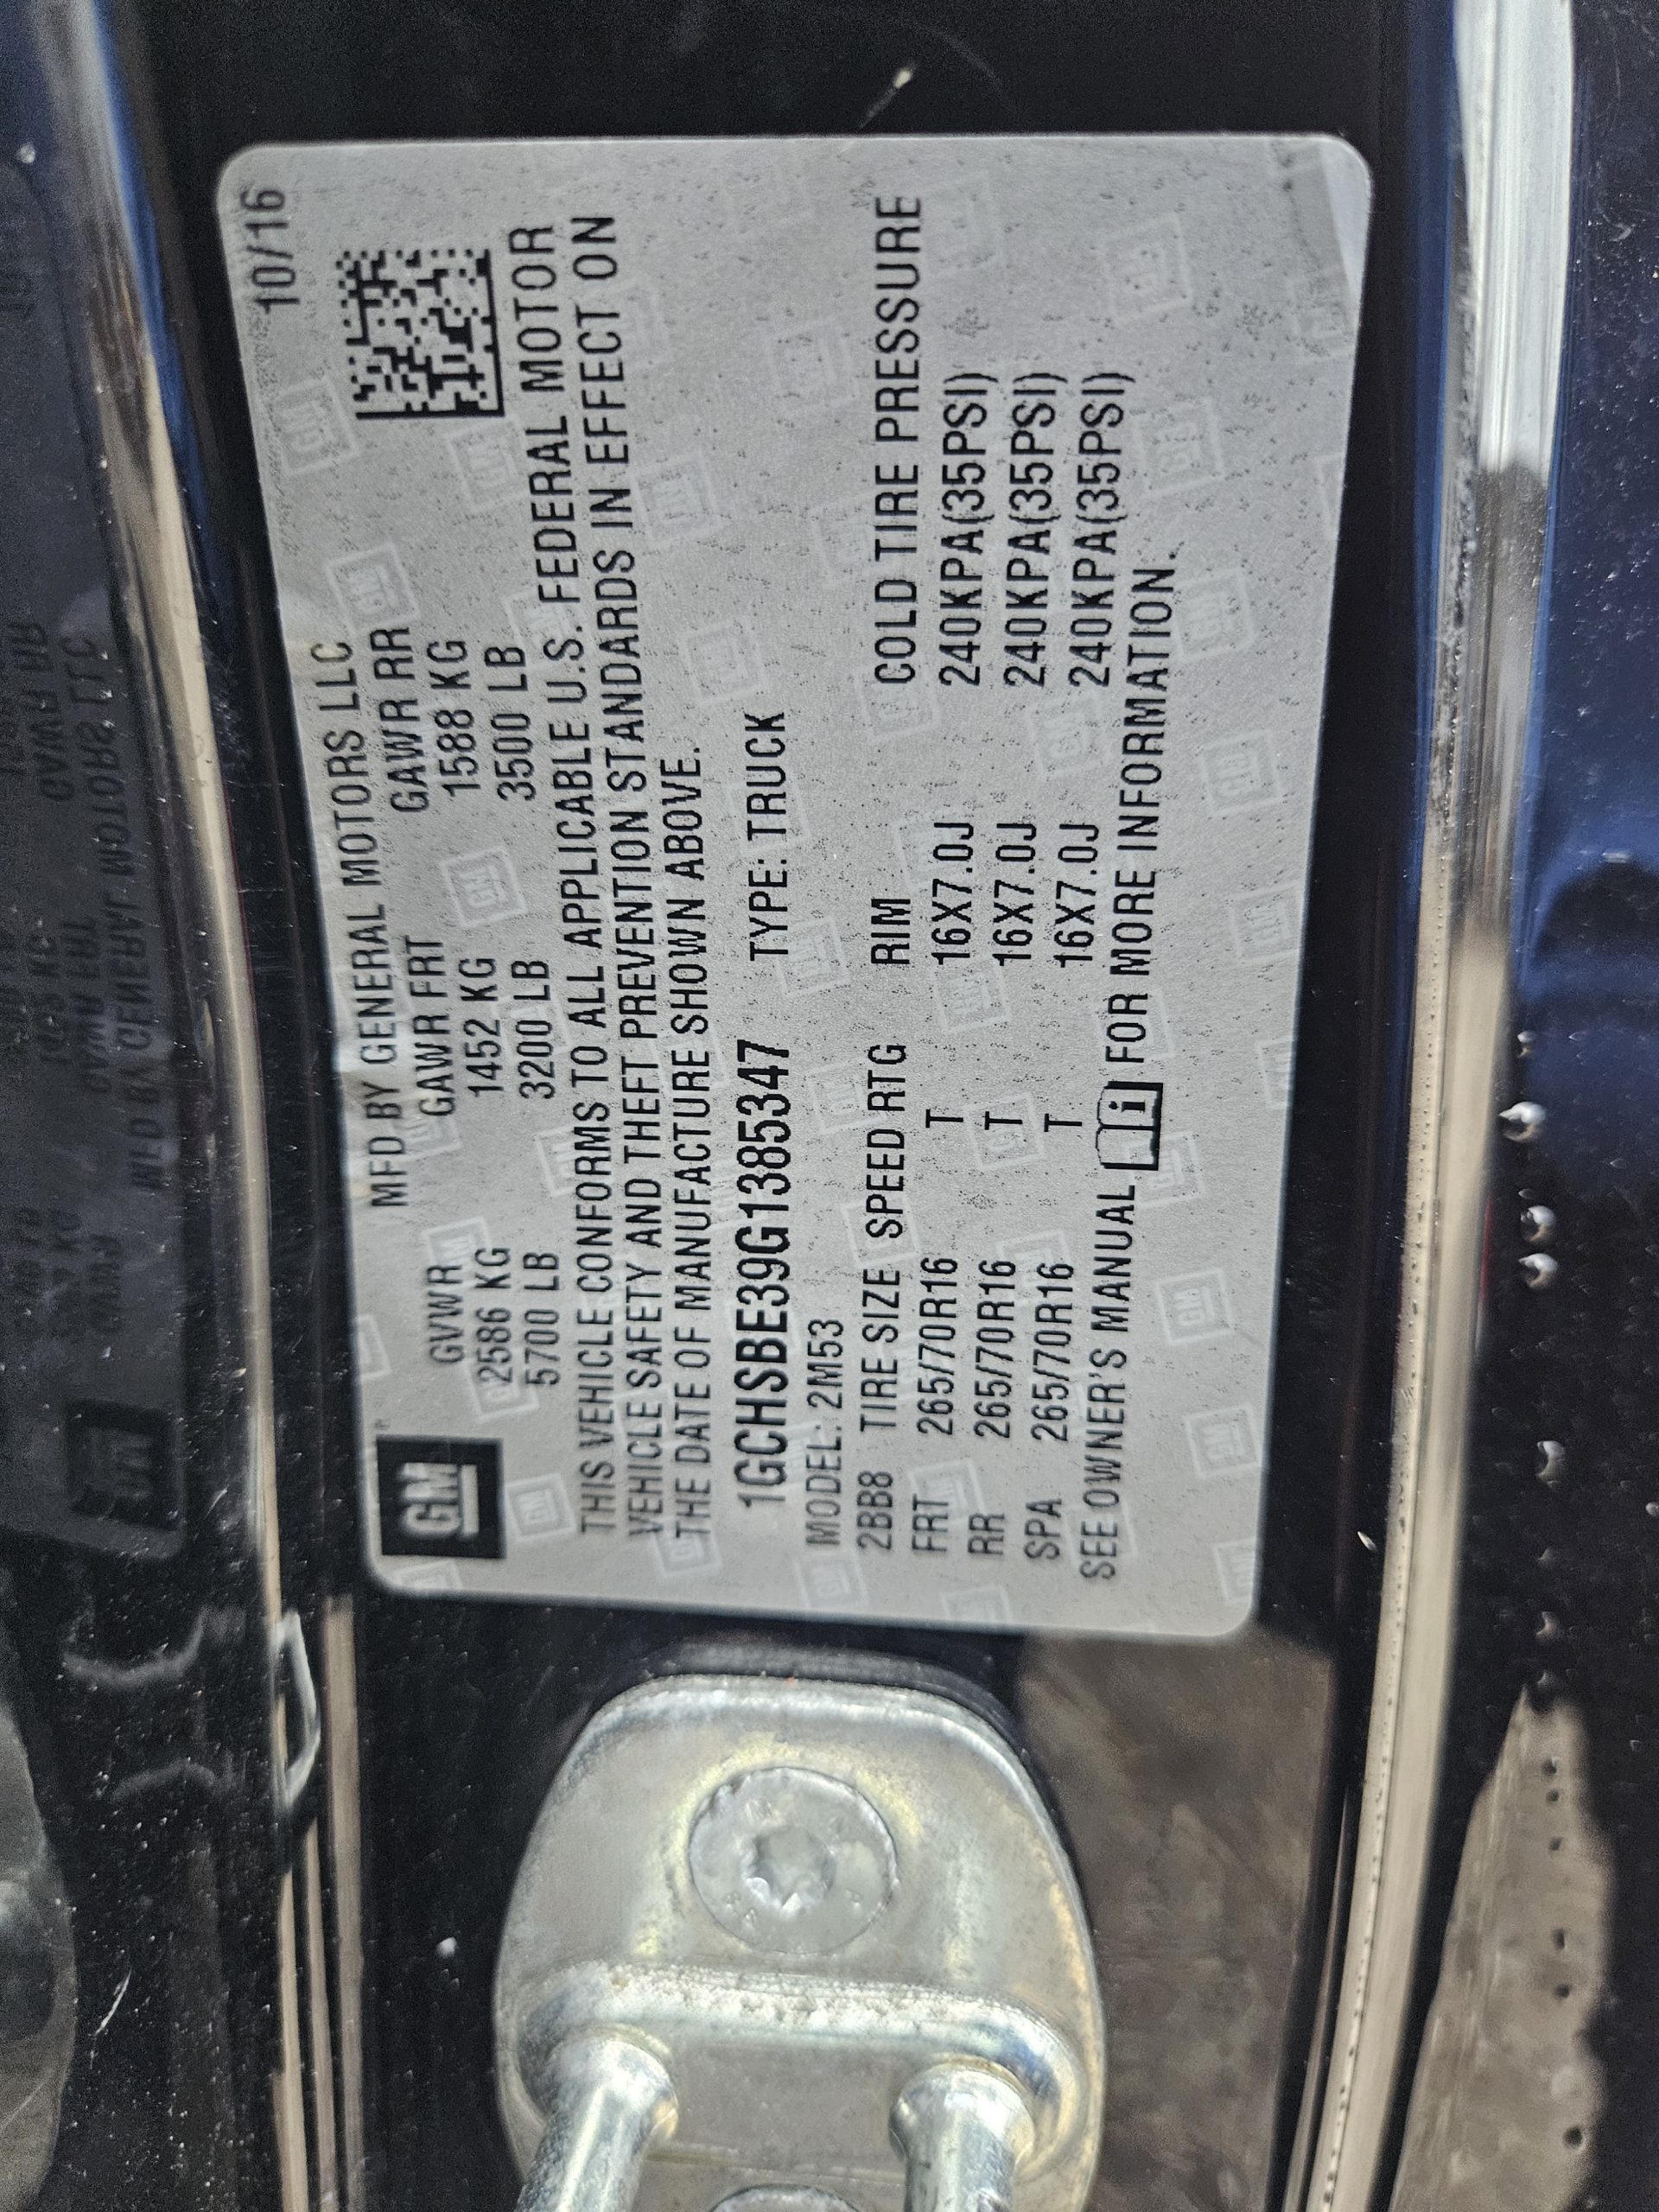 10/16
MFD BY GENERAL MOTORS LLC
GVWR GAWR FRT GAWR RR
2586 KG 1452 KG 1588 KG
5700 LB 3200 LB 3500 LB
GM
THIS VEHICLE CONFORMS TO ALL APPLICABLE U.S. FEDERAL MOTOR
VEHICLE SAFETY AND THEFT PREVENTION STANDARDS IN EFFECT ON
THE DATE OF MANUFACTURE SHOWN ABOVE.
1GCHSBE39G1385347 TYPE: TRUCK
MODEL: 2M53
2BB8 TIRE SIZE SPEED RTG RIM COLD TIRE PRESSURE
FRT 265/70R16 T 16X7.0J 240KPA(35PSI)
RR 265/70R16 T 16X7.0J 240KPA(35PSI)
SPA 265/70R16 T 16X7.0J 240KPA(35PSI)
SEE OWNER'S MANUAL i FOR MORE INFORMATION.